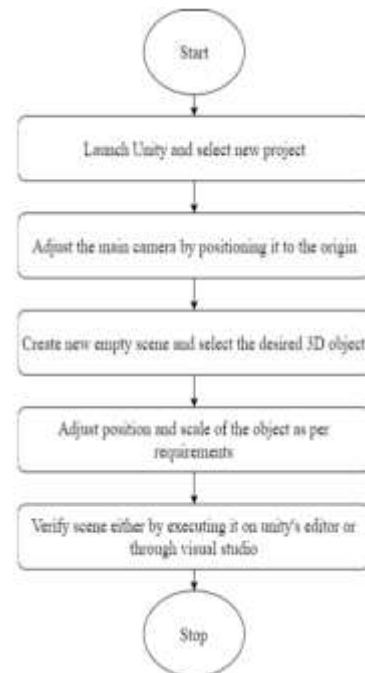 Start
Launch Unity and select new project
Adjust the main camera by positioning it to the origin
Create new empty scene and select the desired 3D object
Adjust position and scale of the object as per
requirements
Verify scene either by executing it on unity's editor or
through visual studio
Stop